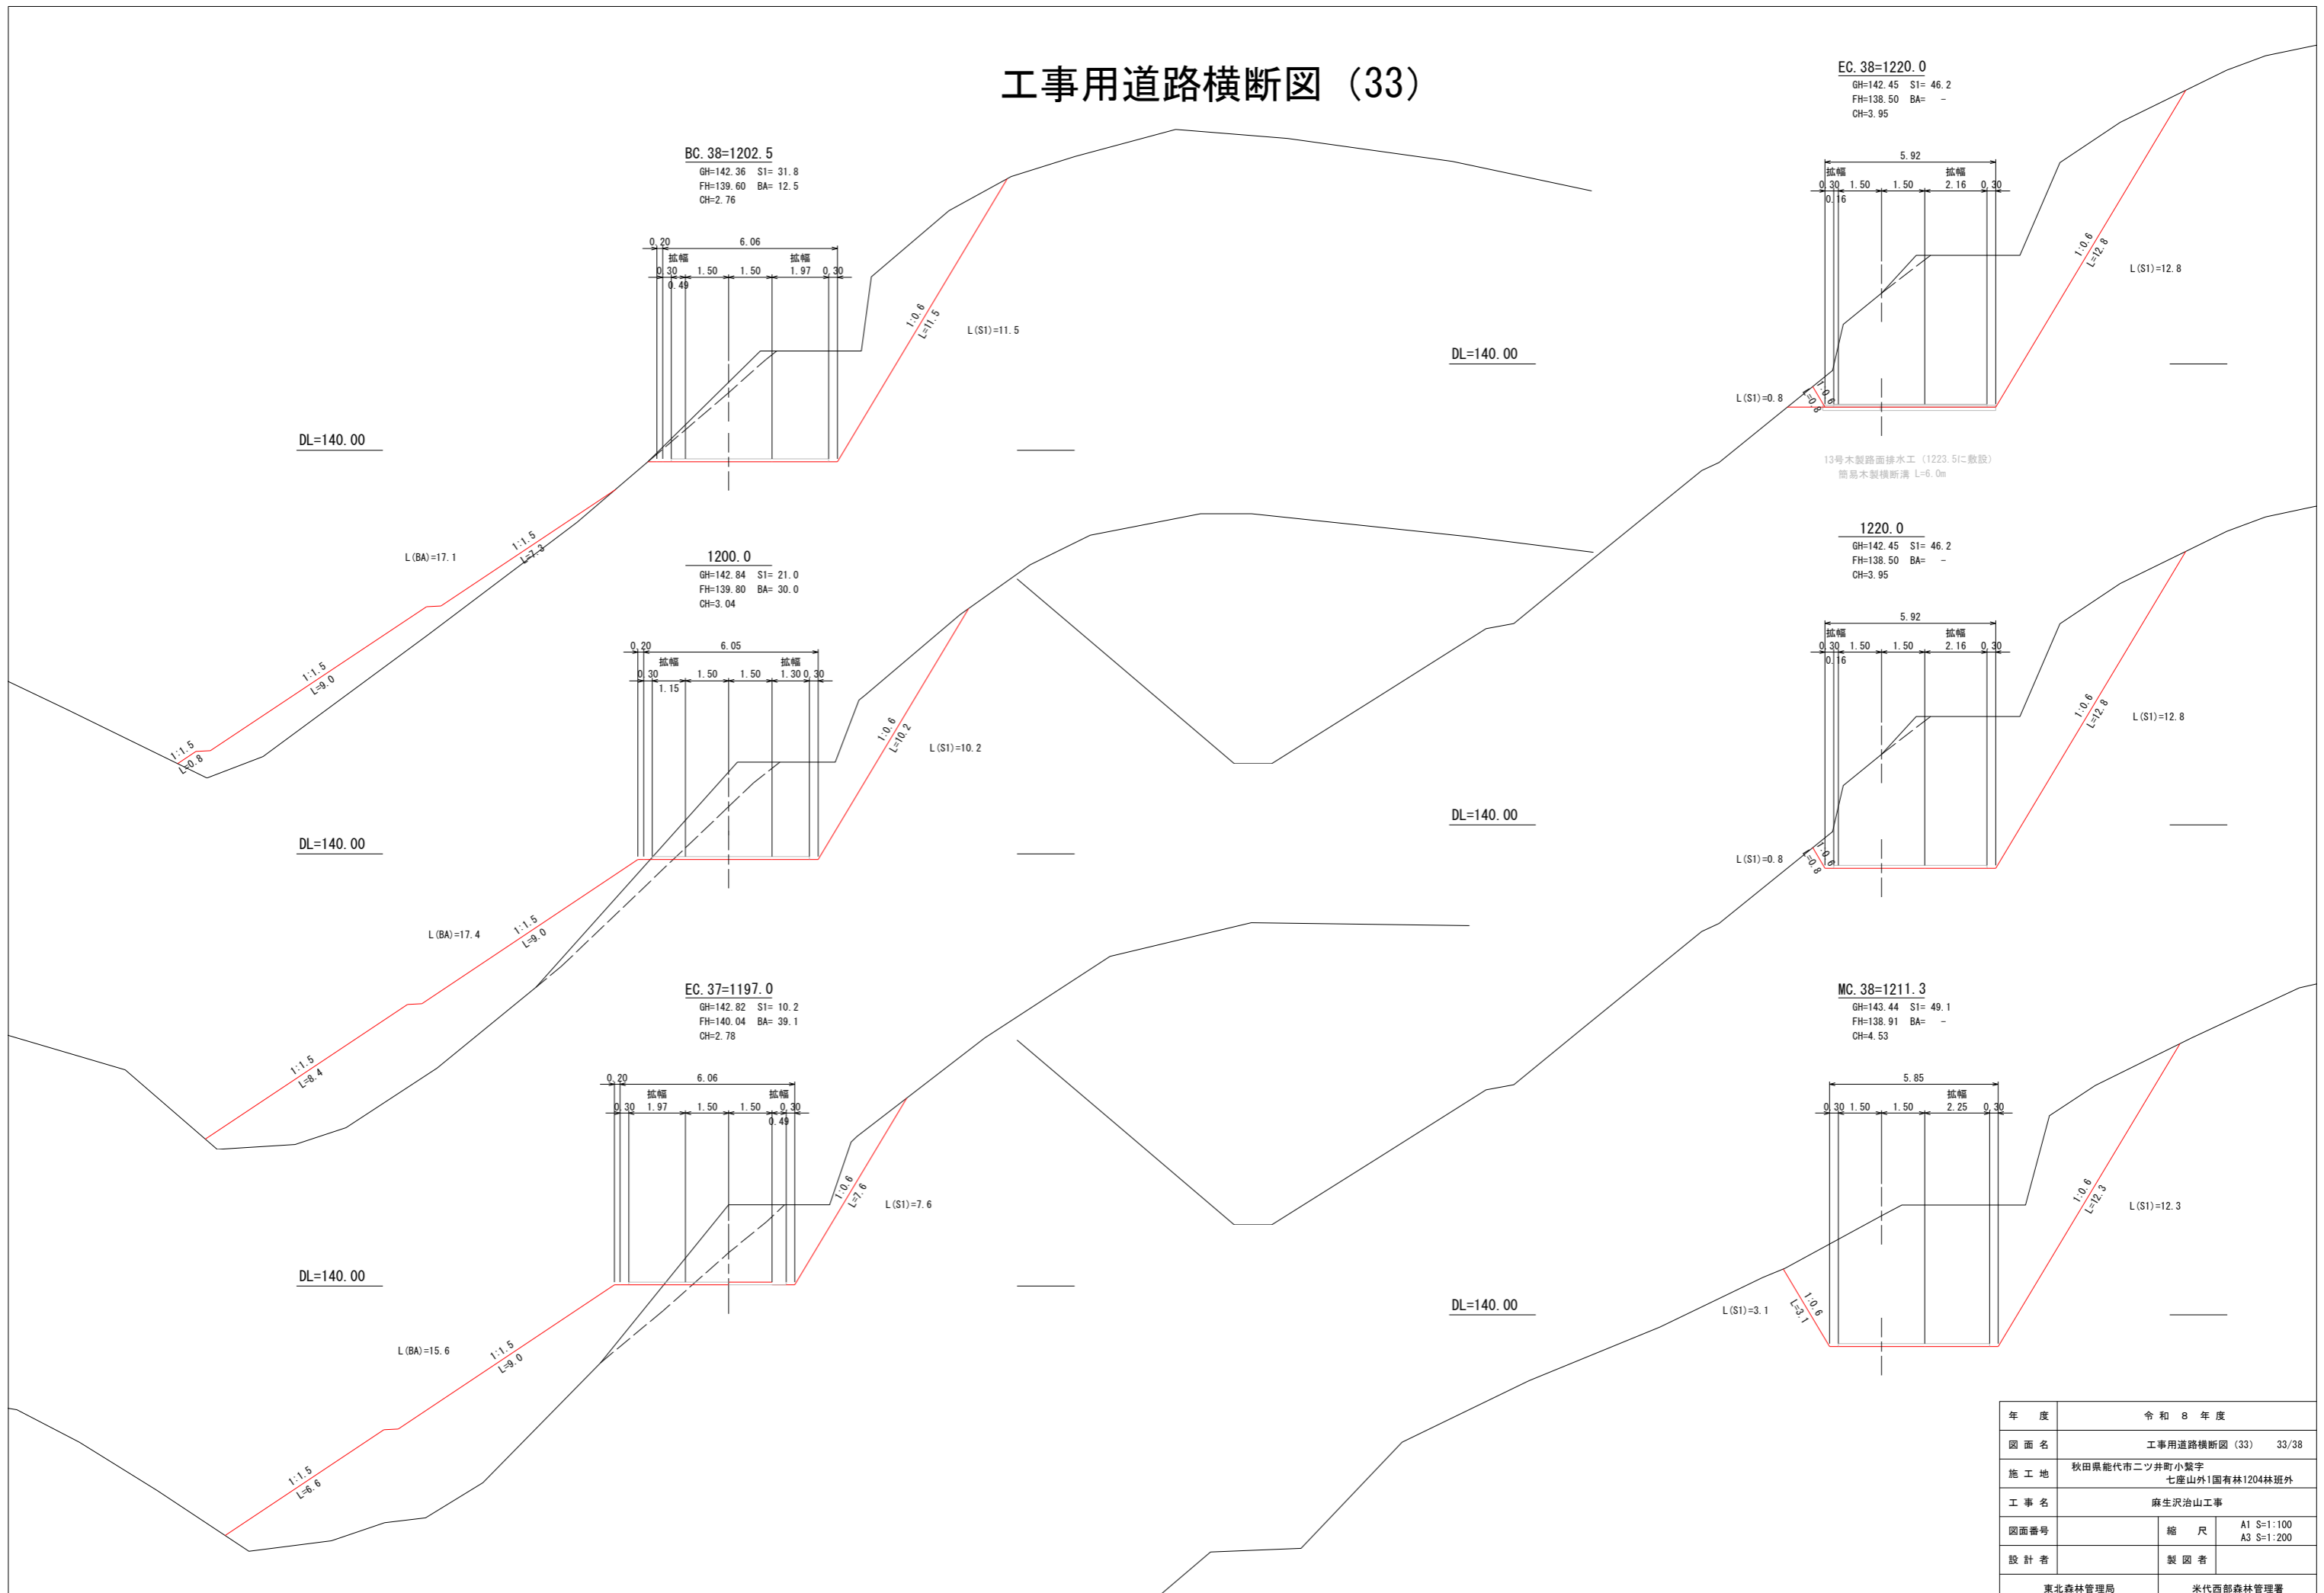 工事用道路横断図（33）
BC.38=1202.5
GH=142.36 S1= 31.8
FH=139.60 BA= 12.5
CH=2.76
0.20 6.06
拡幅 拡幅
0.30 1.50 1.50 1.97 0.30
0.49
1:0.6
L=11.5
L(S1)=11.5
DL=140.00
L(BA)=17.1
1:1.5
L=7.3
1:1.5
L=9.0
1:1.5
L=0.8
1200.0
GH=142.84 S1= 21.0
FH=139.80 BA= 30.0
CH=3.04
0.20 6.05
拡幅 拡幅
0.30 1.50 1.50 1.30 0.30
1.15
1:0.6
L=10.2
L(S1)=10.2
DL=140.00
L(BA)=17.4
1:1.5
L=9.0
1:1.5
L=8.4
EC.37=1197.0
GH=142.82 S1= 10.2
FH=140.04 BA= 39.1
CH=2.78
0.20 6.06
拡幅 拡幅
0.30 1.97 1.50 1.50 0.30
0.49
1:0.6
L=7.6
L(S1)=7.6
DL=140.00
L(BA)=15.6
1:1.5
L=9.0
1:1.5
L=6.6
EC.38=1220.0
GH=142.45 S1= 46.2
FH=138.50 BA= -
CH=3.95
5.92
拡幅 拡幅
0.30 1.50 1.50 2.16 0.30
0.16
1:0.6
L=12.8
L(S1)=12.8
DL=140.00
L(S1)=0.8
1:0.6
L=0.8
13号木製路面排水工（1223.5に敷設）
簡易木製横断溝 L=6.0m
1220.0
GH=142.45 S1= 46.2
FH=138.50 BA= -
CH=3.95
5.92
拡幅 拡幅
0.30 1.50 1.50 2.16 0.30
0.16
1:0.6
L=12.8
L(S1)=12.8
DL=140.00
L(S1)=0.8
1:0.6
L=0.8
MC.38=1211.3
GH=143.44 S1= 49.1
FH=138.91 BA= -
CH=4.53
5.85
拡幅
0.30 1.50 1.50 2.25 0.30
1:0.6
L=12.3
L(S1)=12.3
DL=140.00
L(S1)=3.1
1:0.6
L=3.1
年 度 令和 8 年度
図面名 工事用道路横断図（33） 33/38
施工地 秋田県能代市二ツ井町小繋字
七座山外1国有林1204林班外
工事名 麻生沢治山工事
図面番号 縮 尺 A1 S=1:100
A3 S=1:200
設計者 製図者
東北森林管理局 米代西部森林管理署